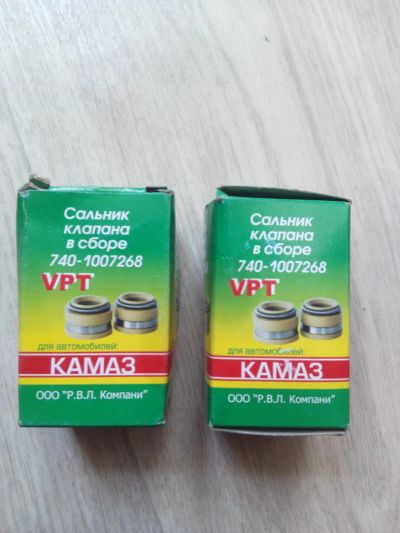 Сальник
клапана
в сборе
740-1007268
VPT
для автомобилей:
КАМАЗ
ООО "Р.В.Л. Компани"
Сальник
клапана
в сборе
740-1007268
VPT
для автомобилей:
КАМАЗ
ООО "Р.В.Л. Компани"